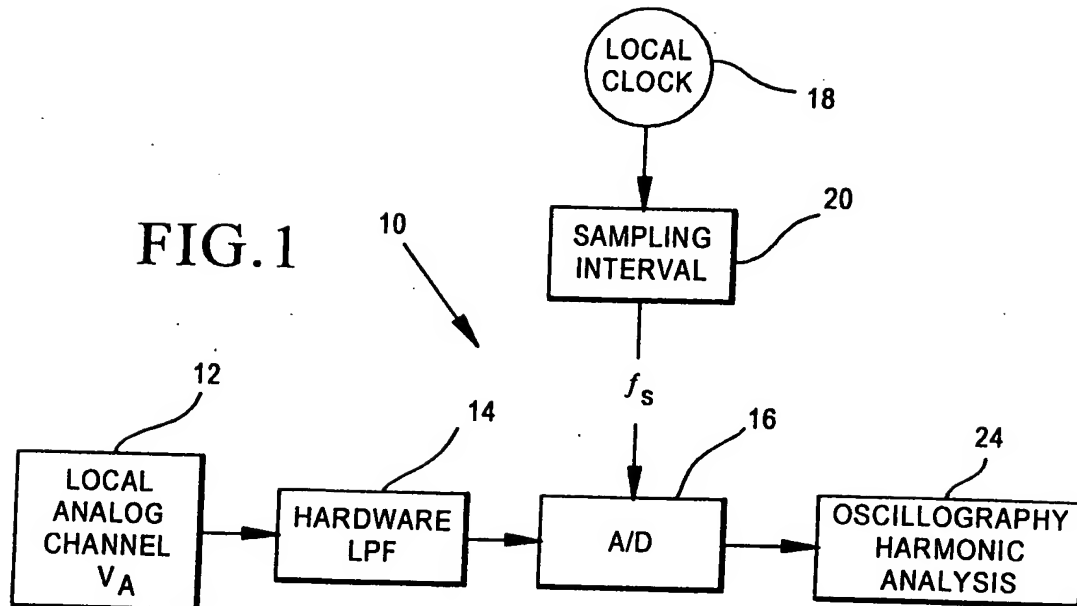 LOCAL
CLOCK
18
20
SAMPLING
INTERVAL
FIG.1
10
fs
12
14
16
24
LOCAL
ANALOG
CHANNEL
VA
HARDWARE
LPF
A/D
OSCILLOGRAPHY
HARMONIC
ANALYSIS